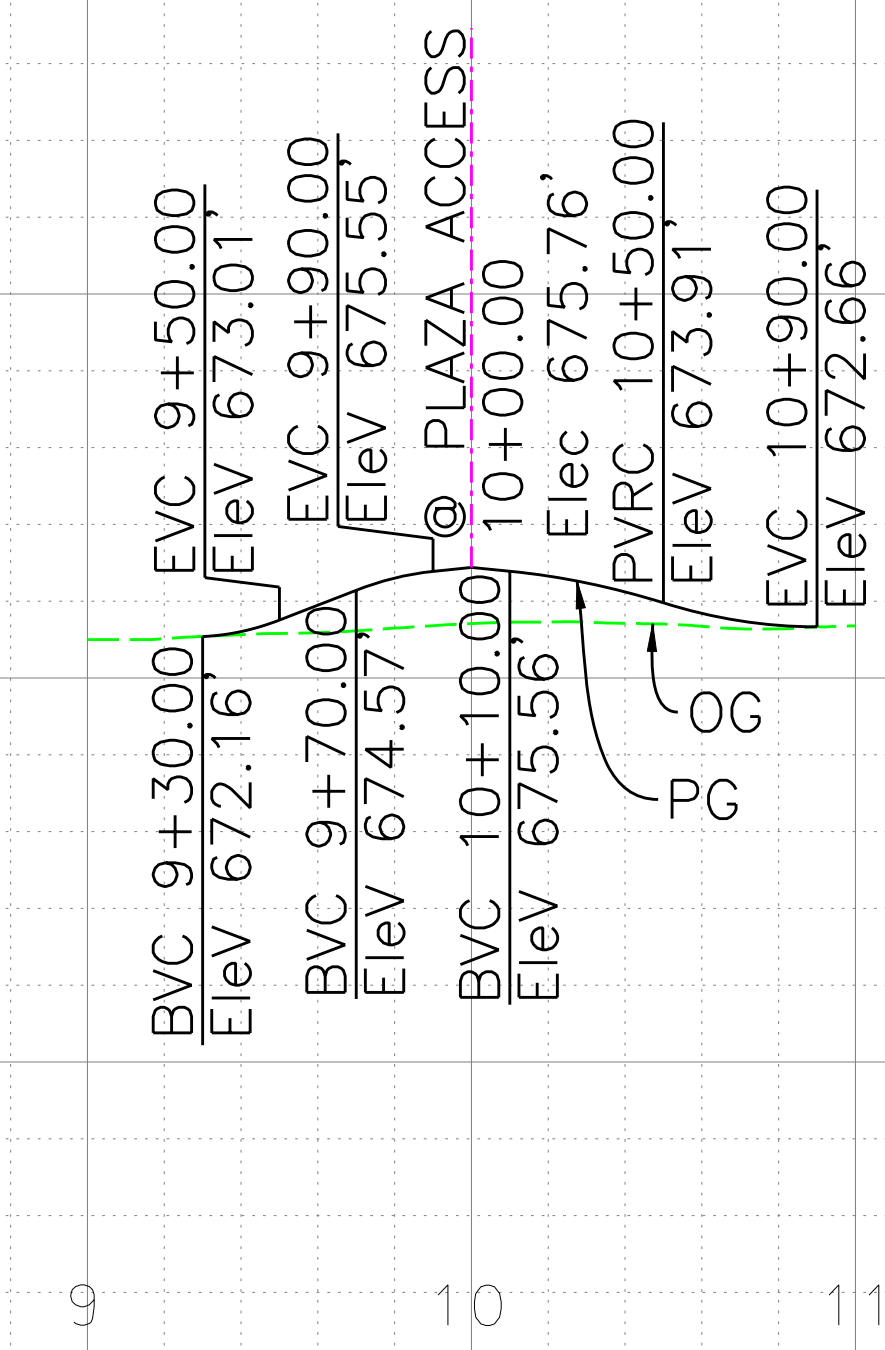 EVC 9+50.00
EleV 673.01'
EVC 9+90.00
EleV 675.55'
@ PLAZA ACCESS
10+00.00
Elec 675.76'
PVRC 10+50.00
EleV 673.91'
EVC 10+90.00
EleV 672.66'
BVC 9+30.00
EleV 672.16'
BVC 9+70.00
EleV 674.57'
BVC 10+10.00
EleV 675.56'
OG
PG
9
10
11